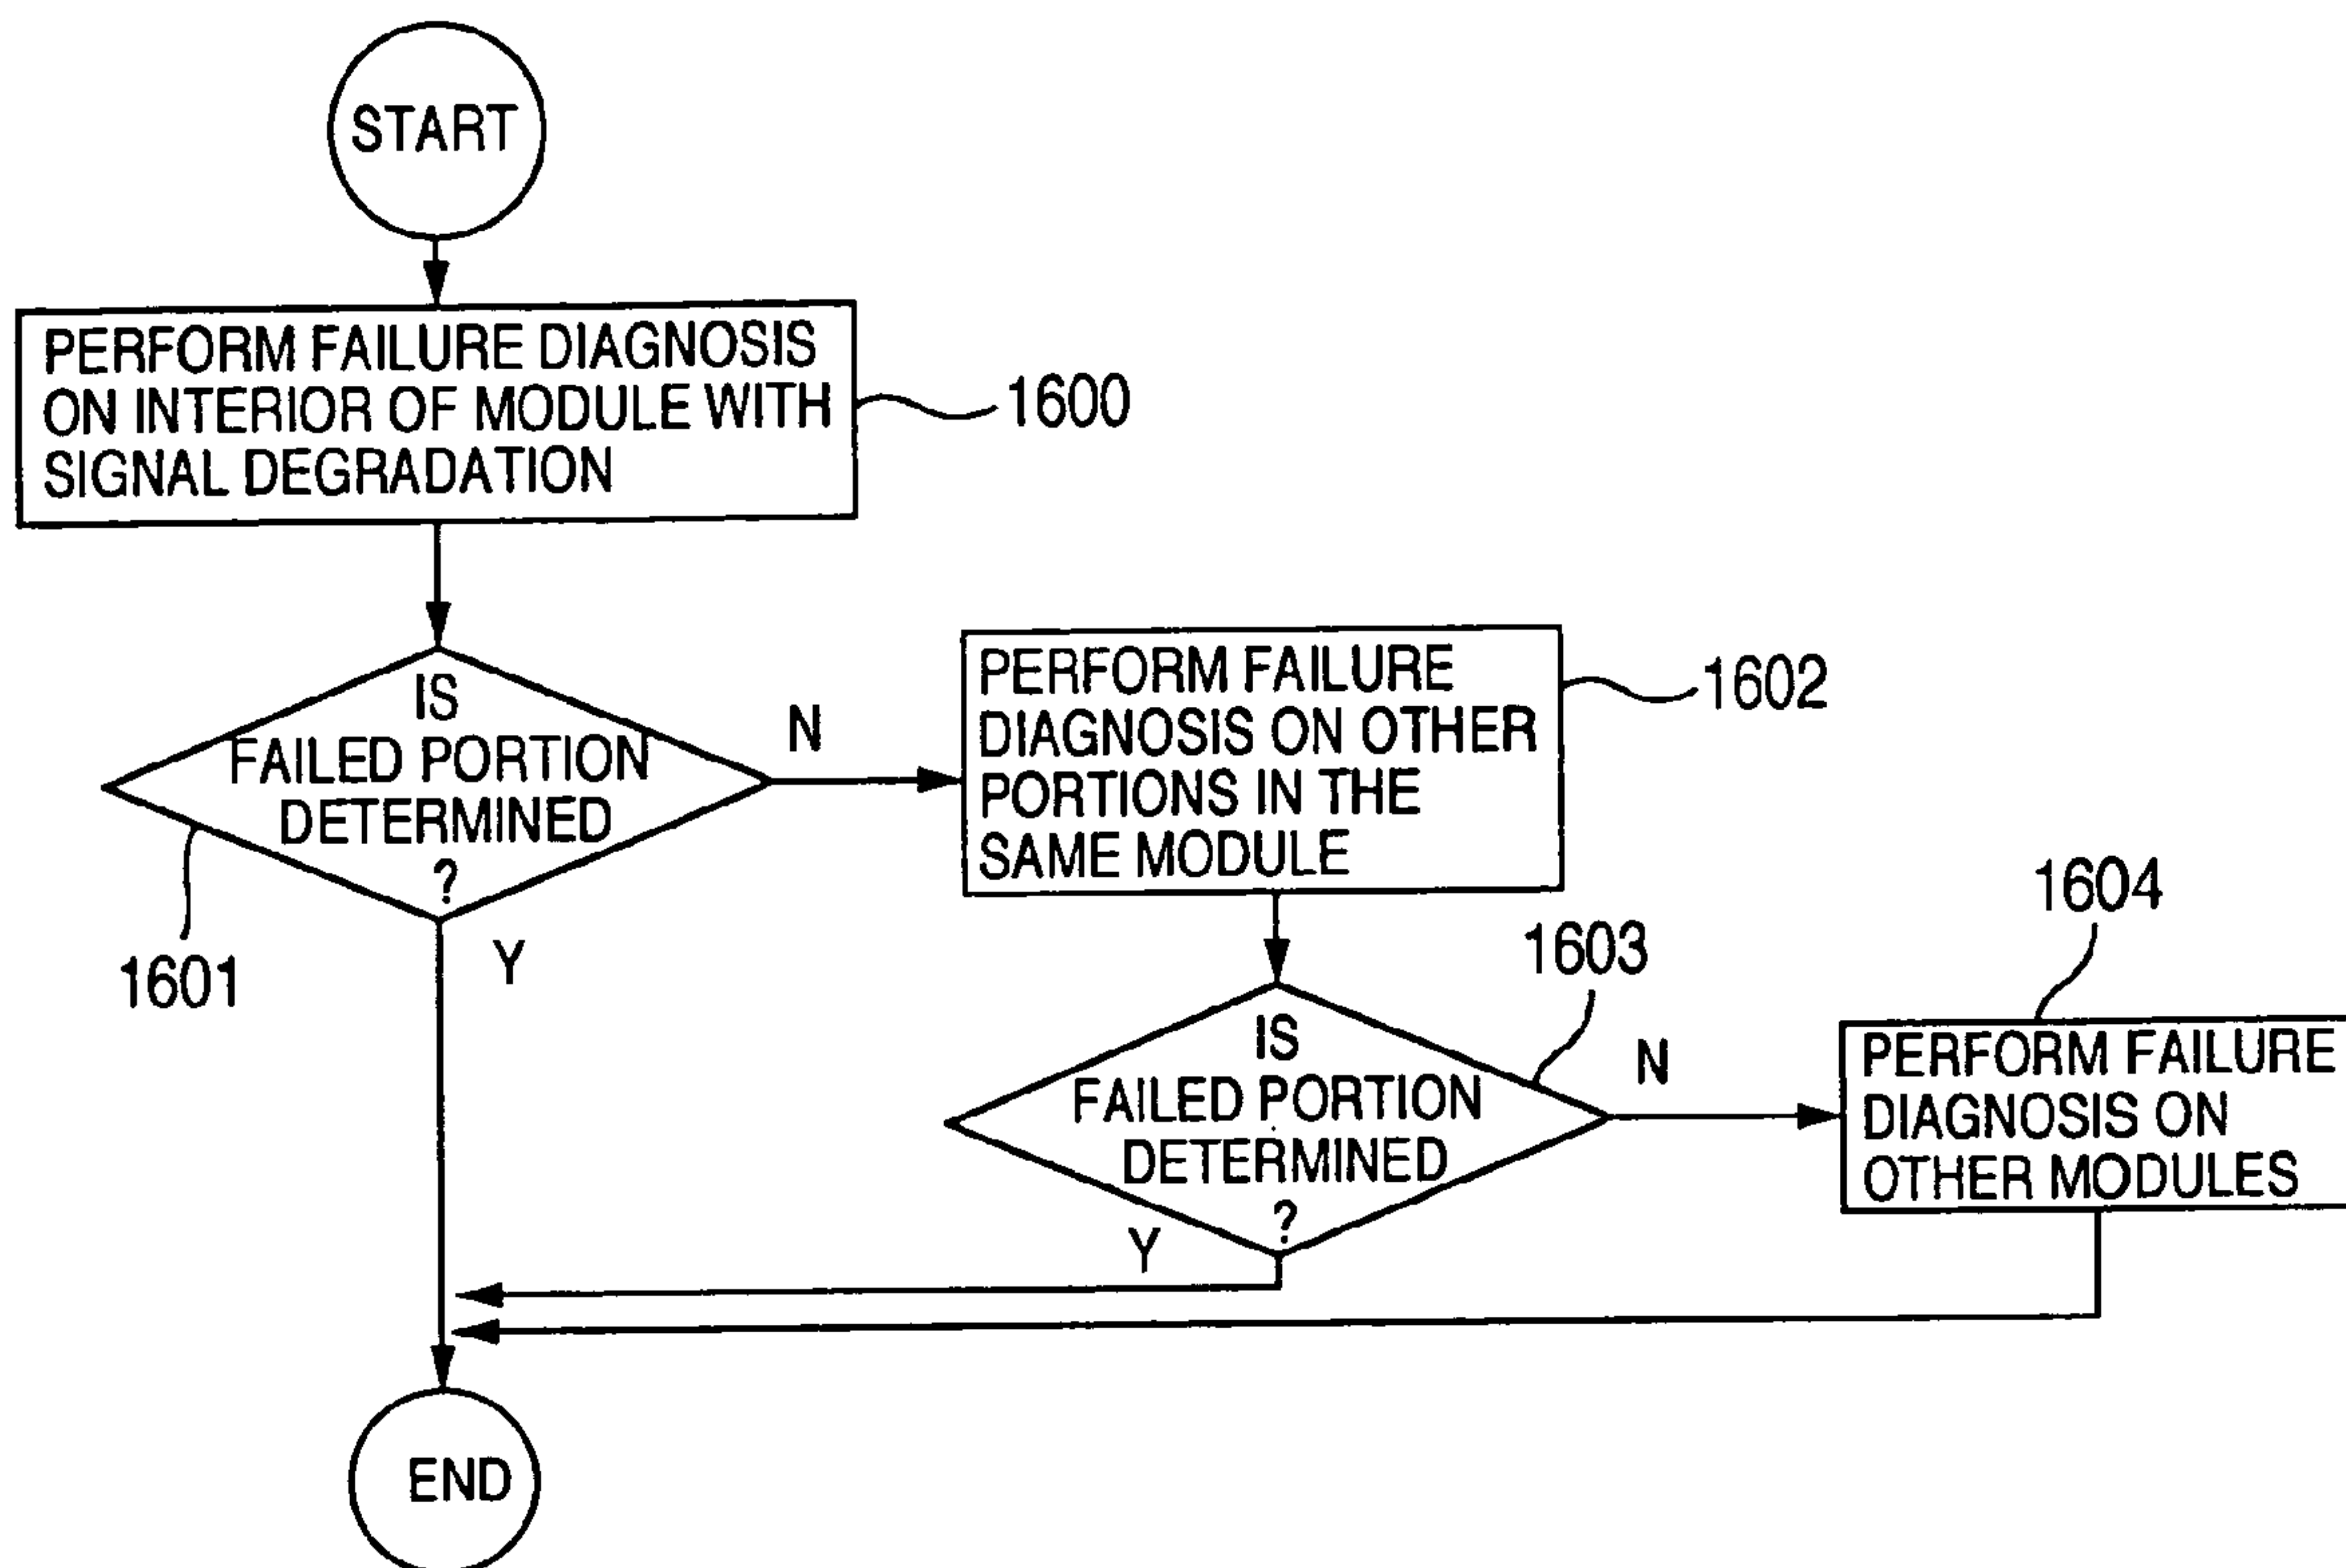 START
PERFORM FAILURE DIAGNOSIS
ON INTERIOR OF MODULE WITH
SIGNAL DEGRADATION
1600
IS
FAILED PORTION
DETERMINED
?
1601
N
Y
PERFORM FAILURE
DIAGNOSIS ON OTHER
PORTIONS IN THE
SAME MODULE
1602
IS
FAILED PORTION
DETERMINED
?
1603
N
Y
PERFORM FAILURE
DIAGNOSIS ON
OTHER MODULES
1604
END